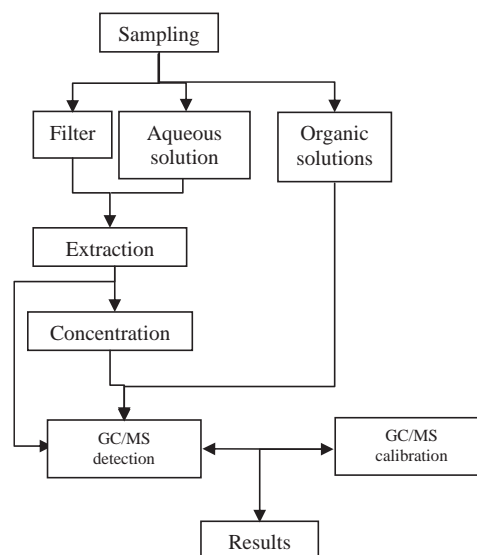 Sampling
Filter
Aqueous
solution
Organic
solutions
Extraction
Concentration
GC/MS
detection
GC/MS
calibration
Results